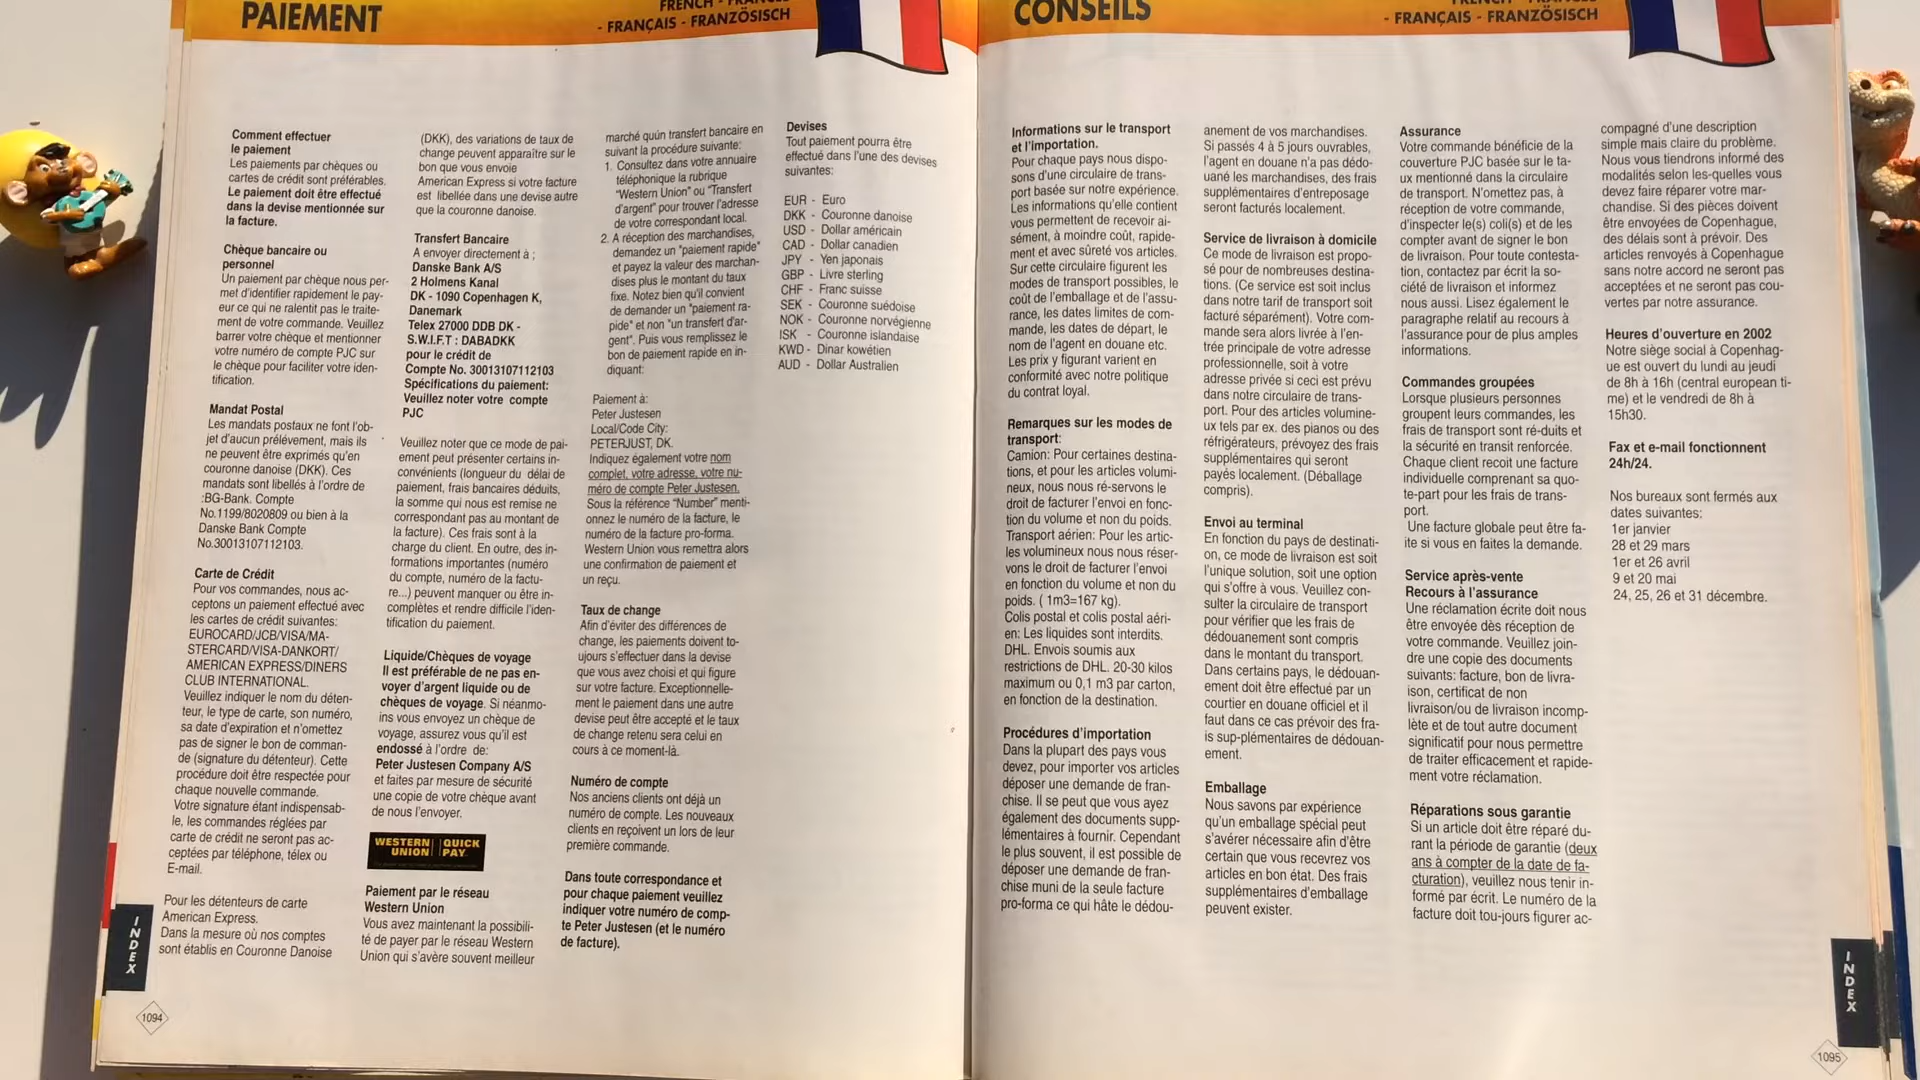 PAIEMENT
- FRANÇAIS - FRANZÖSISCH
Comment effectuer
le paiement
Les paiements par chèques ou
cartes de crédit sont préférables.
Le paiement doit être effectué
dans la devise mentionnée sur
la facture.
Chèque bancaire ou
personnel
Un paiement par chèque nous per-
met d'identifier rapidement le pay-
eur ce qui ne ralentit pas le traite-
ment de votre commande. Veuillez
barrer votre chèque et mentionner
votre numéro de compte PJC sur
le chèque pour faciliter votre iden-
tification.
Mandat Postal
Les mandats postaux ne font l'ob-
jet d'aucun prélévement, mais ils
ne peuvent être exprimés qu'en
couronne danoise (DKK). Ces
mandats sont libellés à l'ordre de
:BG-Bank. Compte
No.1199/8020809 ou bien à la
Danske Bank Compte
No.30013107112103.
Carte de Crédit
Pour vos commandes, nous ac-
ceptons un paiement effectué avec
les cartes de crédit suivantes:
EUROCARD/JCB/VISA/MA-
STERCARD/VISA-DANKORT/
AMERICAN EXPRESS/DINERS
CLUB INTERNATIONAL.
Veuillez indiquer le nom du déten-
teur, le type de carte, son numéro,
sa date d'expiration et n'omettez
pas de signer le bon de comman-
de (signature du détenteur). Cette
procédure doit être respectée pour
chaque nouvelle commande.
Votre signature étant indispensab-
le, les commandes réglées par
carte de crédit ne seront pas ac-
ceptées par téléphone, télex ou
E-mail.
Pour les détenteurs de carte
American Express.
Dans la mesure où nos comptes
sont établis en Couronne Danoise
(DKK), des variations de taux de
change peuvent apparaître sur le
bon que vous envoie
American Express si votre facture
est libellée dans une devise autre
que la couronne danoise.
Transfert Bancaire
A envoyer directement à ;
Danske Bank A/S
2 Holmens Kanal
DK - 1090 Copenhagen K,
Danemark
Telex 27000 DDB DK -
S.W.I.F.T : DABADKK
pour le crédit de
Compte No. 30013107112103
Spécifications du paiement:
Veuillez noter votre compte
PJC
Veuillez noter que ce mode de pai-
ement peut présenter certains in-
convénients (longueur du délai de
paiement, frais bancaires déduits,
la somme qui nous est remise ne
correspondant pas au montant de
la facture). Ces frais sont à la
charge du client. En outre, des in-
formations importantes (numéro
du compte, numéro de la factu-
re...) peuvent manquer ou être in-
complètes et rendre difficile l'iden-
tification du paiement.
Liquide/Chèques de voyage
Il est préférable de ne pas en-
voyer d'argent liquide ou de
chèques de voyage. Si néanmo-
ins vous envoyez un chèque de
voyage, assurez vous qu'il est
endossé à l'ordre de:
Peter Justesen Company A/S
et faites par mesure de sécurité
une copie de votre chèque avant
de nous l'envoyer.
WESTERN UNION | QUICK PAY
Paiement par le réseau
Western Union
Vous avez maintenant la possibili-
té de payer par le réseau Western
Union qui s'avère souvent meilleur
marché quún transfert bancaire en
suivant la procédure suivante:
1. Consultez dans votre annuaire
téléphonique la rubrique
"Western Union" ou "Transfert
d'argent" pour trouver l'adresse
de votre correspondant local.
2. A réception des marchandises,
demandez un "paiement rapide"
et payez la valeur des marchan-
dises plus le montant du taux
fixe. Notez bien qu'il convient
de demander un "paiement ra-
pide" et non "un transfert d'ar-
gent". Puis vous remplissez le
bon de paiement rapide en in-
diquant:
Paiement à:
Peter Justesen
Local/Code City:
PETERJUST, DK.
Indiquez également votre nom
complet, votre adresse, votre nu-
méro de compte Peter Justesen.
Sous la référence "Number" menti-
onnez le numéro de la facture, le
numéro de la facture pro-forma.
Western Union vous remettra alors
une confirmation de paiement et
un reçu.
Taux de change
Afin d'éviter des différences de
change, les paiements doivent to-
ujours s'effectuer dans la devise
que vous avez choisi et qui figure
sur votre facture. Exceptionnelle-
ment le paiement dans une autre
devise peut être accepté et le taux
de change retenu sera celui en
cours à ce moment-là.
Numéro de compte
Nos anciens clients ont déjà un
numéro de compte. Les nouveaux
clients en reçoivent un lors de leur
première commande.
Dans toute correspondance et
pour chaque paiement veuillez
indiquer votre numéro de comp-
te Peter Justesen (et le numéro
de facture).
Devises
Tout paiement pourra être
effectué dans l'une des devises
suivantes:
EUR - Euro
DKK - Couronne danoise
USD - Dollar américain
CAD - Dollar canadien
JPY - Yen japonais
GBP - Livre sterling
CHF - Franc suisse
SEK - Couronne suédoise
NOK - Couronne norvégienne
ISK - Couronne islandaise
KWD - Dinar kowétien
AUD - Dollar Australien
INDEX
1094
CONSEILS
- FRANÇAIS - FRANZÖSISCH
Informations sur le transport
et l'importation.
Pour chaque pays nous dispo-
sons d'une circulaire de trans-
port basée sur notre expérience.
Les informations qu'elle contient
vous permettent de recevoir ai-
sément, à moindre coût, rapide-
ment et avec sûreté vos articles.
Sur cette circulaire figurent les
modes de transport possibles, le
coût de l'emballage et de l'assu-
rance, les dates limites de com-
mande, les dates de départ, le
nom de l'agent en douane etc.
Les prix y figurant varient en
conformité avec notre politique
du contrat loyal.
Remarques sur les modes de
transport:
Camion: Pour certaines destina-
tions, et pour les articles volumi-
neux, nous nous ré-servons le
droit de facturer l'envoi en fonc-
tion du volume et non du poids.
Transport aérien: Pour les artic-
les volumineux nous nous réser-
vons le droit de facturer l'envoi
en fonction du volume et non du
poids. ( 1m3=167 kg).
Colis postal et colis postal aéri-
en: Les liquides sont interdits.
DHL. Envois soumis aux
restrictions de DHL. 20-30 kilos
maximum ou 0,1 m3 par carton,
en fonction de la destination.
Procédures d'importation
Dans la plupart des pays vous
devez, pour importer vos articles
déposer une demande de fran-
chise. Il se peut que vous ayez
également des documents supp-
lémentaires à fournir. Cependant
le plus souvent, il est possible de
déposer une demande de fran-
chise muni de la seule facture
pro-forma ce qui hâte le dédou-
anement de vos marchandises.
Si passés 4 à 5 jours ouvrables,
l'agent en douane n'a pas dédo-
uané les marchandises, des frais
supplémentaires d'entreposage
seront facturés localement.
Service de livraison à domicile
Ce mode de livraison est propo-
sé pour de nombreuses destina-
tions. (Ce service est soit inclus
dans notre tarif de transport soit
facturé séparément). Votre com-
mande sera alors livrée à l'en-
trée principale de votre adresse
professionnelle, soit à votre
adresse privée si ceci est prévu
dans notre circulaire de trans-
port. Pour des articles volumine-
ux tels par ex. des pianos ou des
réfrigérateurs, prévoyez des frais
supplémentaires qui seront
payés localement. (Déballage
compris).
Envoi au terminal
En fonction du pays de destinati-
on, ce mode de livraison est soit
l'unique solution, soit une option
qui s'offre à vous. Veuillez con-
sulter la circulaire de transport
pour vérifier que les frais de
dédouanement sont compris
dans le montant du transport.
Dans certains pays, le dédouan-
ement doit être effectué par un
courtier en douane officiel et il
faut dans ce cas prévoir des fra-
is sup-plémentaires de dédouan-
ement.
Emballage
Nous savons par expérience
qu'un emballage spécial peut
s'avérer nécessaire afin d'être
certain que vous recevrez vos
articles en bon état. Des frais
supplémentaires d'emballage
peuvent exister.
Assurance
Votre commande bénéficie de la
couverture PJC basée sur le ta-
ux mentionné dans la circulaire
de transport. N'omettez pas, à
réception de votre commande,
d'inspecter le(s) coli(s) et de les
compter avant de signer le bon
de livraison. Pour toute contesta-
tion, contactez par écrit la so-
ciété de livraison et informez
nous aussi. Lisez également le
paragraphe relatif au recours à
l'assurance pour de plus amples
informations.
Commandes groupées
Lorsque plusieurs personnes
groupent leurs commandes, les
frais de transport sont ré-duits et
la sécurité en transit renforcée.
Chaque client recoit une facture
individuelle comprenant sa quo-
te-part pour les frais de trans-
port.
Une facture globale peut être fa-
ite si vous en faites la demande.
Service après-vente
Recours à l'assurance
Une réclamation écrite doit nous
être envoyée dès réception de
votre commande. Veuillez join-
dre une copie des documents
suivants: facture, bon de livra-
ison, certificat de non
livraison/ou de livraison incomp-
lète et de tout autre document
significatif pour nous permettre
de traiter efficacement et rapide-
ment votre réclamation.
Réparations sous garantie
Si un article doit être réparé du-
rant la période de garantie (deux
ans à compter de la date de fa-
cturation), veuillez nous tenir in-
formé par écrit. Le numéro de la
facture doit tou-jours figurer ac-
compagné d'une description
simple mais claire du problème.
Nous vous tiendrons informé des
modalités selon les-quelles vous
devez faire réparer votre mar-
chandise. Si des pièces doivent
être envoyées de Copenhague,
des délais sont à prévoir. Des
articles renvoyés à Copenhague
sans notre accord ne seront pas
acceptées et ne seront pas cou-
vertes par notre assurance.
Heures d'ouverture en 2002
Notre siège social à Copenhag-
ue est ouvert du lundi au jeudi
de 8h à 16h (central european ti-
me) et le vendredi de 8h à
15h30.
Fax et e-mail fonctionnent
24h/24.
Nos bureaux sont fermés aux
dates suivantes:
1er janvier
28 et 29 mars
1er et 26 avril
9 et 20 mai
24, 25, 26 et 31 décembre.
INDEX
1095